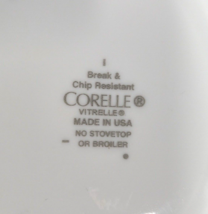 Break &
Chip Resistant
CORELLE®
VITRELLE®
MADE IN USA
NO STOVETOP
OR BROILER